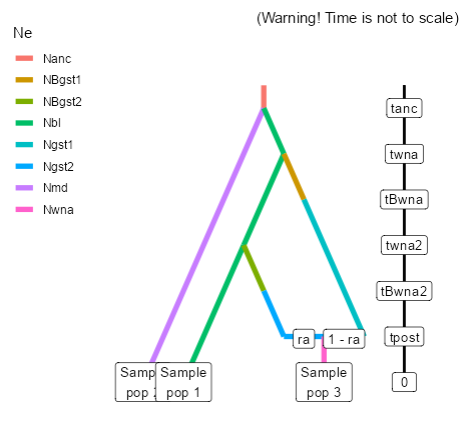 (Warning! Time is not to scale)
Ne
Nanc
NBgst1
NBgst2
Nbl
Ngst1
Ngst2
Nmd
Nwna
tanc
twna
tBwna
twna2
tBwna2
ra
1 - ra
tpost
Sample
pop 1
Sample
pop 3
0
pop